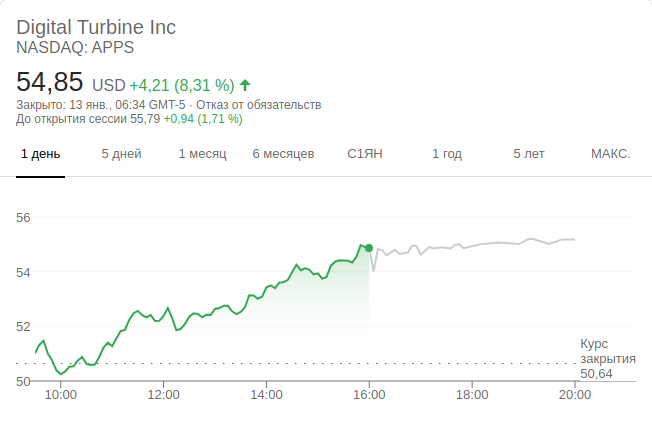 Digital Turbine Inc
NASDAQ: APPS
54,85 USD +4,21 (8,31 %)
Закрыто: 13 янв., 06:34 GMT-5 · Отказ от обязательств
До открытия сессии 55,79 +0,94 (1,71 %)
1 день 5 дней 1 месяц 6 месяцев С1ЯН 1 год 5 лет МАКС.
56
54
52
50
Курс
закрытия
50,64
10:00 12:00 14:00 16:00 18:00 20:00